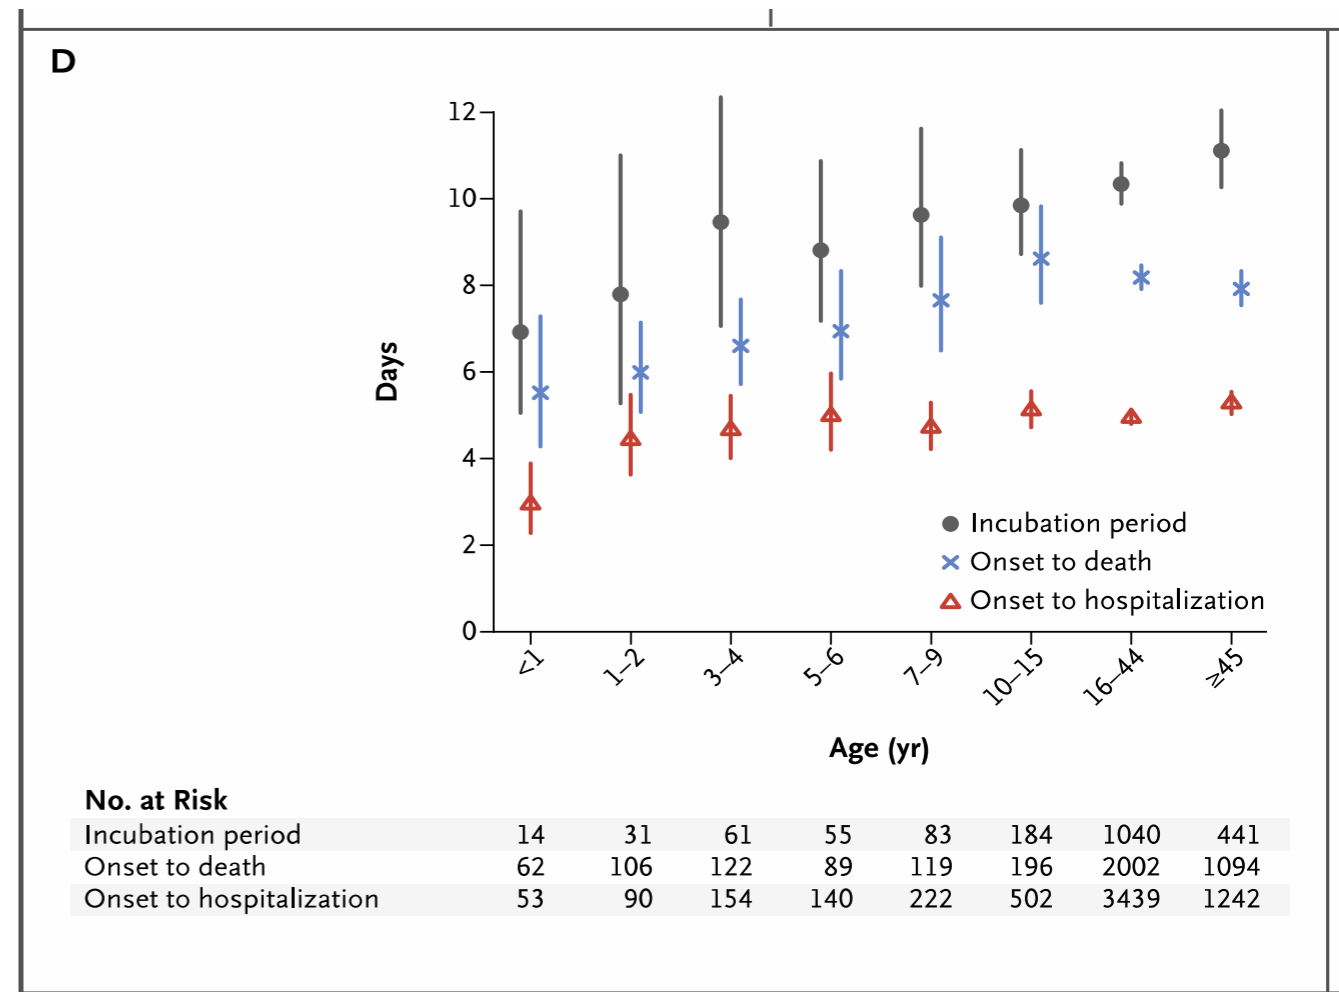 D
12
10
8
6
4
2
0
Days
Incubation period
Onset to death
Onset to hospitalization
<1 1–2 3–4 5–6 7–9 10–15 16–44 ≥45
Age (yr)
No. at Risk
Incubation period 14 31 61 55 83 184 1040 441
Onset to death 62 106 122 89 119 196 2002 1094
Onset to hospitalization 53 90 154 140 222 502 3439 1242